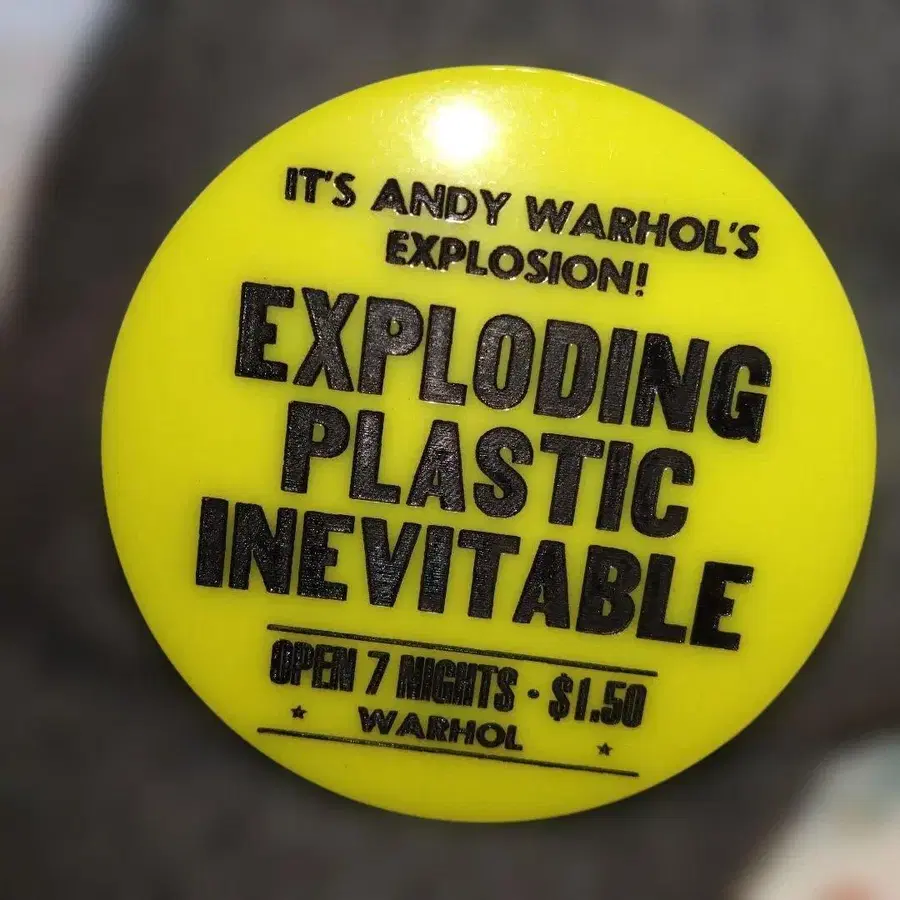 IT'S ANDY WARHOL'S
EXPLOSION!
EXPLODING
PLASTIC
INEVITABLE
OPEN 7 NIGHTS · $1.50
WARHOL